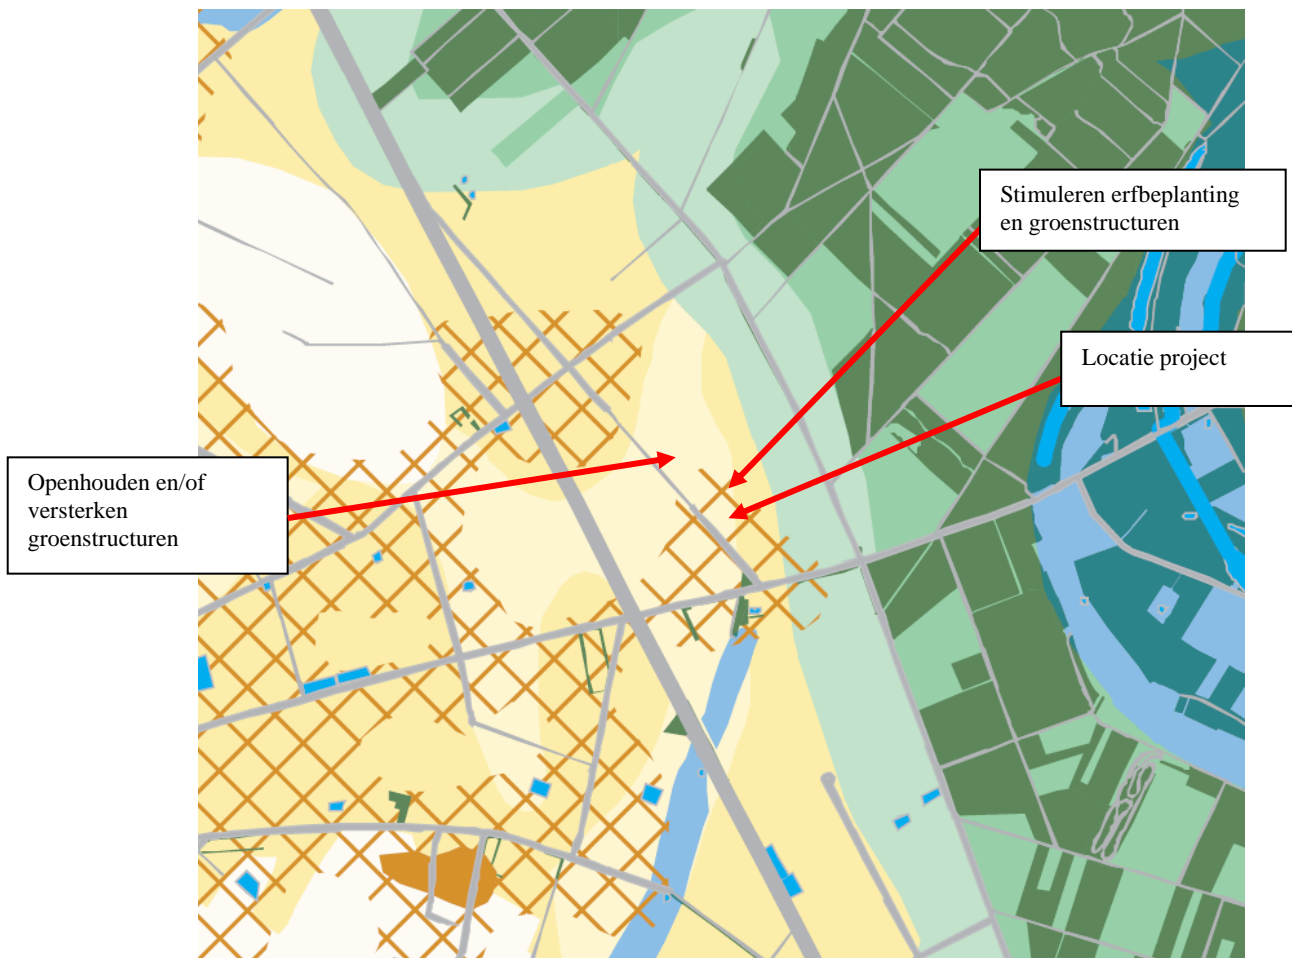 Stimuleren erfbeplanting
en groenstructuren
Locatie project
Openhouden en/of
versterken
groenstructuren